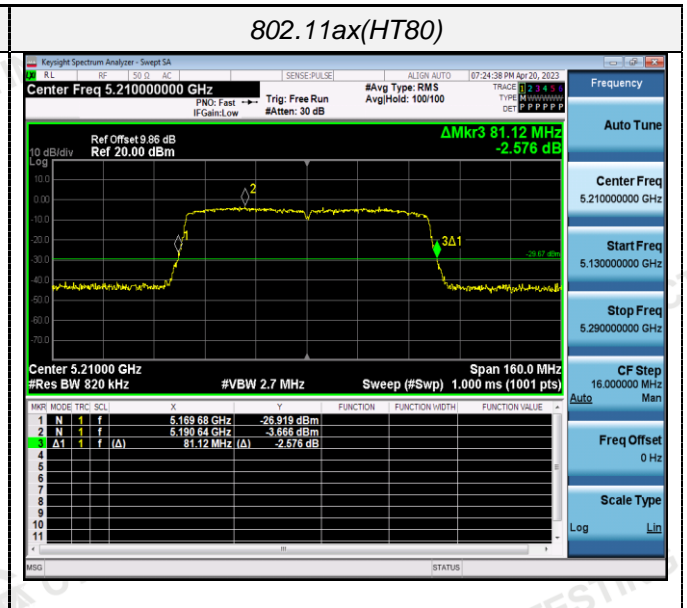 802.11ax(HT80)
Keysight Spectrum Analyzer - Swept SA
RL RF 50 Ω AC SENSE:PULSE ALIGN AUTO 07:24:38 PM Apr 20, 2023
Center Freq 5.210000000 GHz
PNO: Fast
IFGain:Low
Trig: Free Run
#Atten: 30 dB
#Avg Type: RMS
Avg|Hold: 100/100
TRACE 1 2 3 4 5 6
TYPE M W W W W W
DET P P P P P P
Frequency
Auto Tune
Center Freq
5.210000000 GHz
Start Freq
5.130000000 GHz
Stop Freq
5.290000000 GHz
CF Step
16.000000 MHz
Auto Man
Freq Offset
0 Hz
Scale Type
Log Lin
ΔMkr3 81.12 MHz
-2.576 dB
Ref Offset 9.86 dB
10 dB/div Ref 20.00 dBm
Log
10.0
0.00
-10.0
-20.0
-30.0
-40.0
-50.0
-60.0
-70.0
1
2
3Δ1
-29.67 dBm
Center 5.21000 GHz Span 160.0 MHz
#Res BW 820 kHz #VBW 2.7 MHz Sweep (#Swp) 1.000 ms (1001 pts)
MKR MODE TRC SCL X Y FUNCTION FUNCTION WIDTH FUNCTION VALUE
1 N 1 f 5.169 68 GHz -26.919 dBm
2 N 1 f 5.190 64 GHz -3.666 dBm
3 Δ1 1 f (Δ) 81.12 MHz (Δ) -2.576 dB
4
5
6
7
8
9
10
11
MSG STATUS